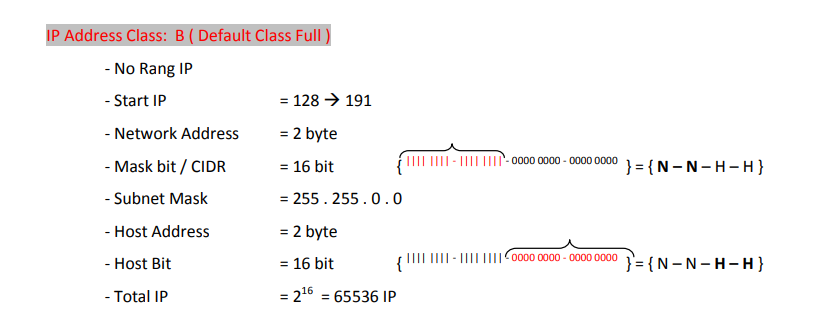 IP Address Class: B ( Default Class Full )
- No Rang IP
- Start IP = 128 → 191
- Network Address = 2 byte
- Mask bit / CIDR = 16 bit { |||| |||| - |||| |||| - 0000 0000 - 0000 0000 } = { N – N – H – H }
- Subnet Mask = 255 . 255 . 0 . 0
- Host Address = 2 byte
- Host Bit = 16 bit { |||| |||| - |||| |||| - 0000 0000 - 0000 0000 } = { N – N – H – H }
- Total IP = 2¹⁶ = 65536 IP